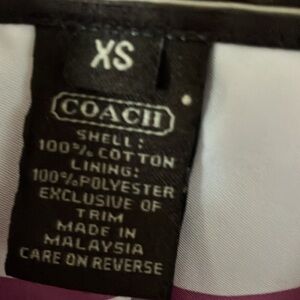 XS
COACH
SHELL:
100% COTTON
LINING:
100% POLYESTER
EXCLUSIVE OF
TRIM
MADE IN
MALAYSIA
CARE ON REVERSE